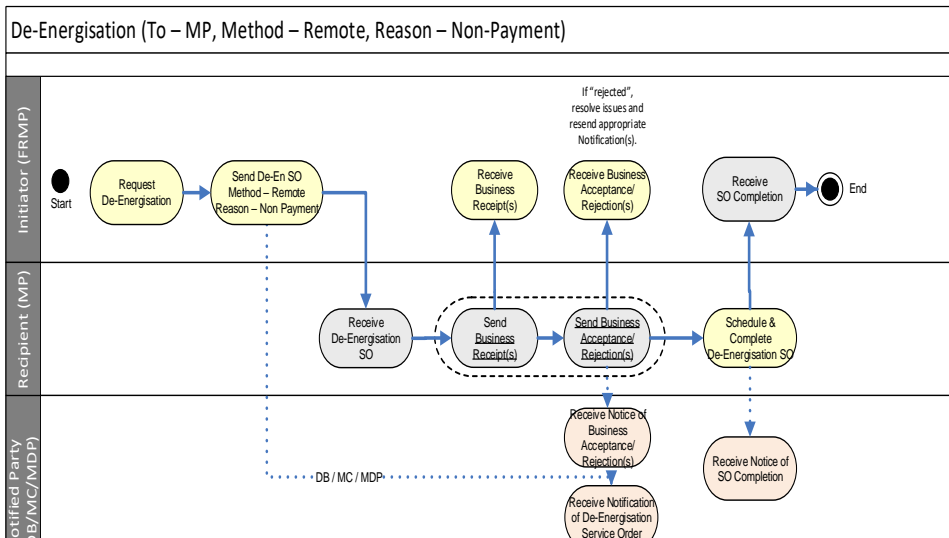 De-Energisation (To – MP, Method – Remote, Reason – Non-Payment)
Initiator (FRMP)
Start
Request
De-Energisation
Send De-En SO
Method – Remote
Reason – Non Payment
Receive
Business
Receipt(s)
If “rejected”,
resolve issues and
resend appropriate
Notification(s).
Receive Business
Acceptance/
Rejection(s)
Receive
SO Completion
End
Recipient (MP)
Receive
De-Energisation
SO
Send
Business
Receipt(s)
Send Business
Acceptance/
Rejection(s)
Schedule &
Complete
De-Energisation SO
Party
DB/MC/MDP)
Receive Notice of
Business
Acceptance/
Rejection(s)
Receive Notice of
SO Completion
DB / MC / MDP
Receive Notification
of De-Energisation
Service Order